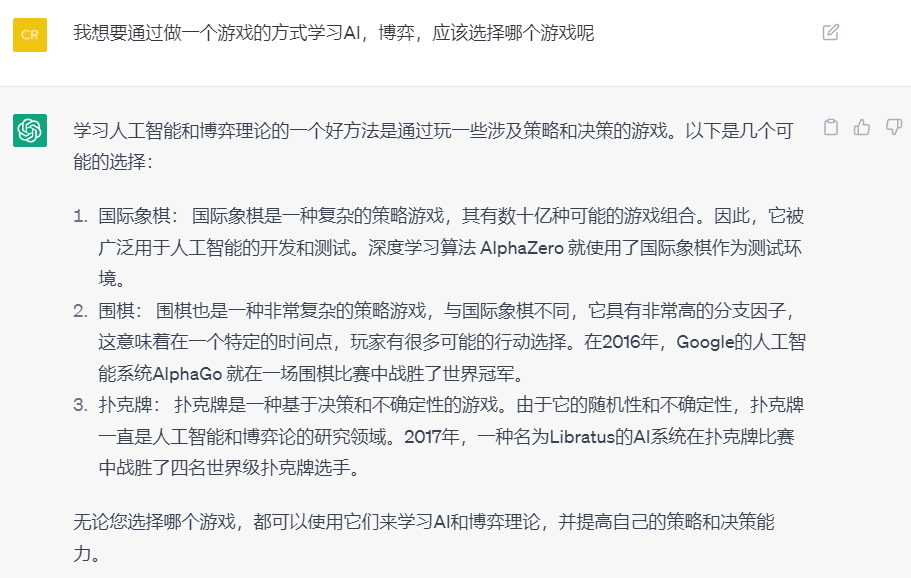 CR
我想要通过做一个游戏的方式学习AI，博弈，应该选择哪个游戏呢
学习人工智能和博弈理论的一个好方法是通过玩一些涉及策略和决策的游戏。以下是几个可
能的选择：
1. 国际象棋： 国际象棋是一种复杂的策略游戏，其有数十亿种可能的游戏组合。因此，它被
广泛用于人工智能的开发和测试。深度学习算法 AlphaZero 就使用了国际象棋作为测试环
境。
2. 围棋： 围棋也是一种非常复杂的策略游戏，与国际象棋不同，它具有非常高的分支因子，
这意味着在一个特定的时间点，玩家有很多可能的行动选择。在2016年，Google的人工智
能系统AlphaGo 就在一场围棋比赛中战胜了世界冠军。
3. 扑克牌： 扑克牌是一种基于决策和不确定性的游戏。由于它的随机性和不确定性，扑克牌
一直是人工智能和博弈论的研究领域。2017年，一种名为Libratus的AI系统在扑克牌比赛
中战胜了四名世界级扑克牌选手。
无论您选择哪个游戏，都可以使用它们来学习AI和博弈理论，并提高自己的策略和决策能
力。